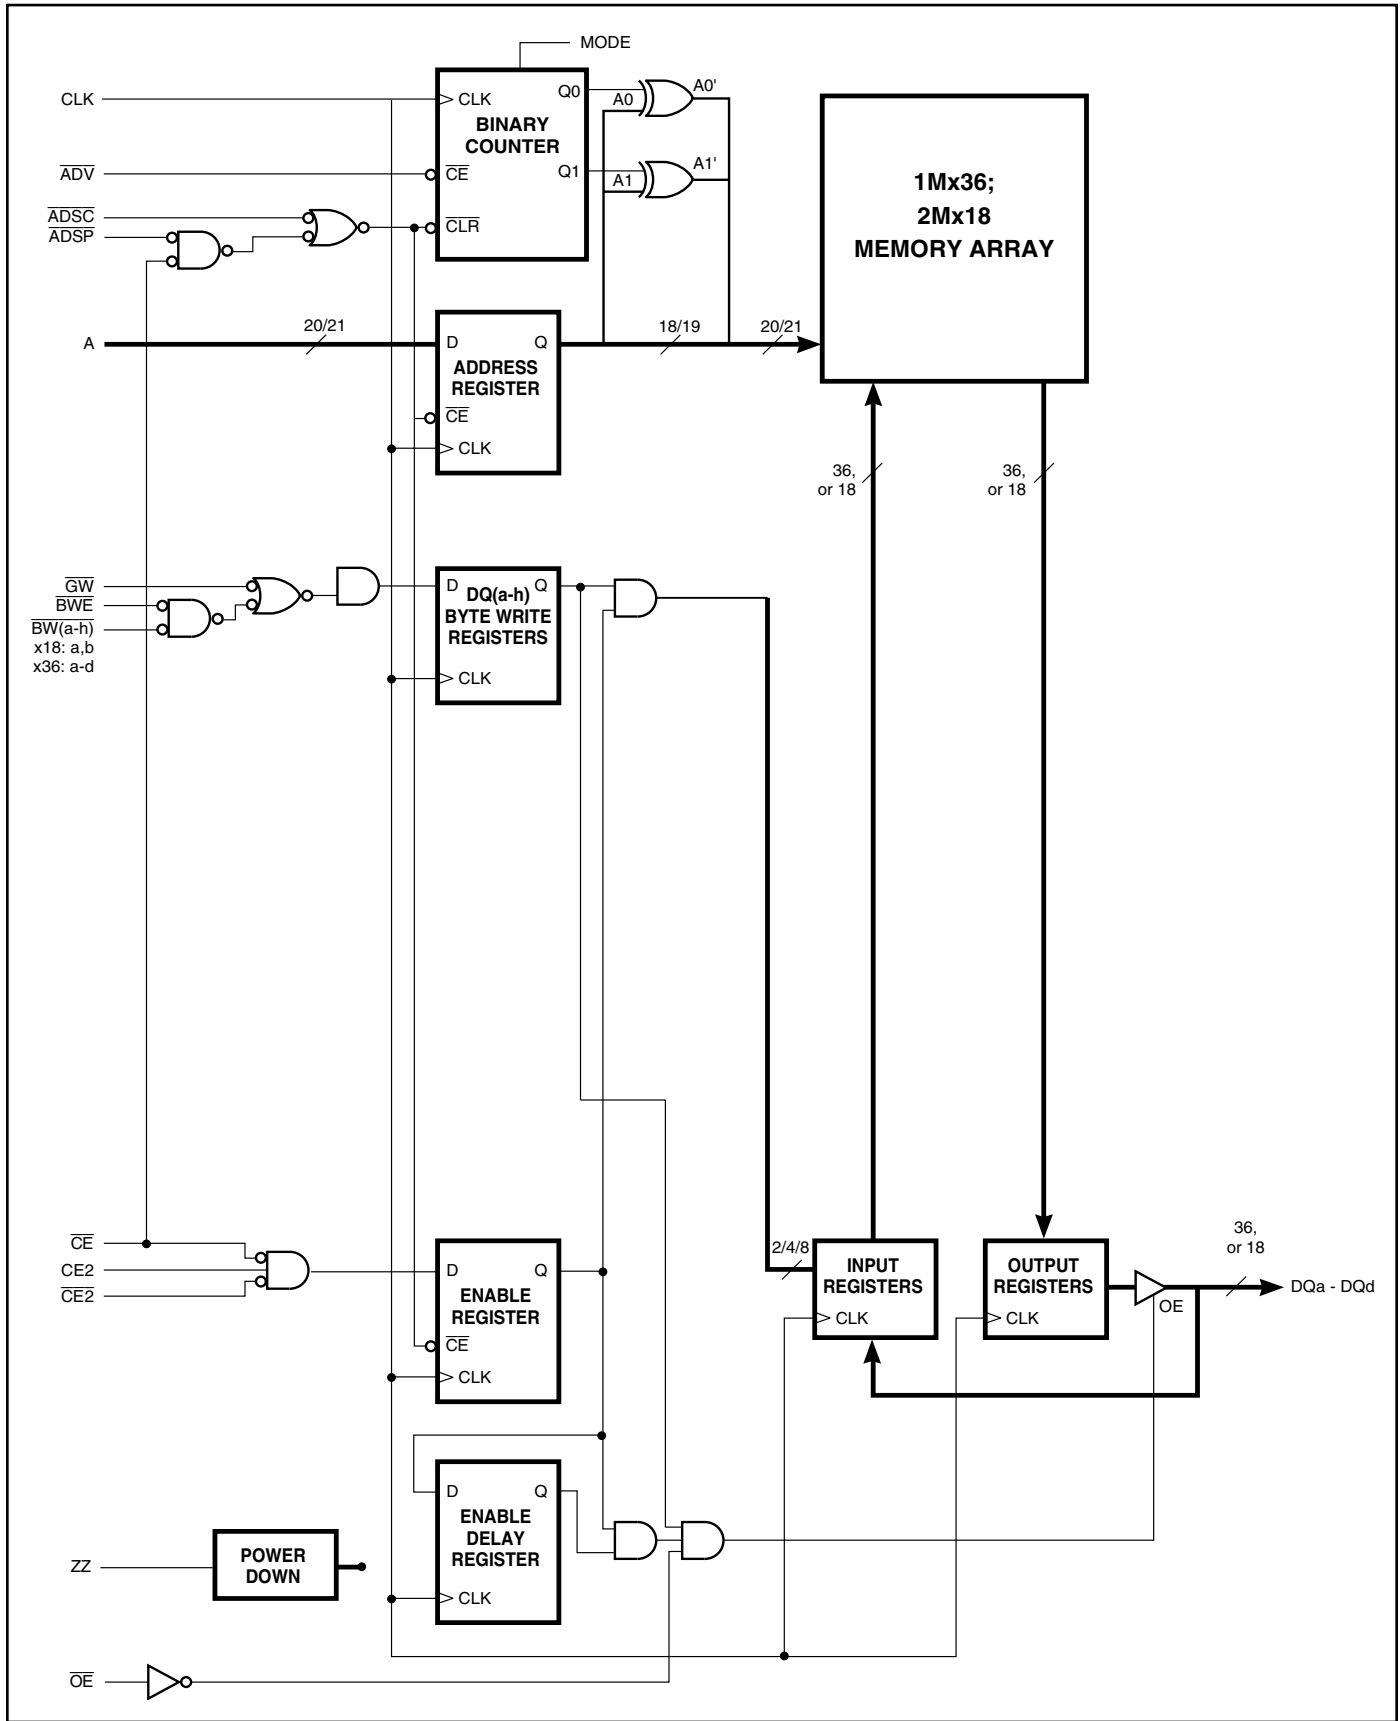 MODE
CLK
CLK
Q0
A0
A0'
BINARY
COUNTER
ADV
CE
Q1
A1
A1'
ADSC
ADSP
CLR
1Mx36;
2Mx18
MEMORY ARRAY
A
20/21
D
Q
18/19
20/21
ADDRESS
REGISTER
CE
CLK
36,
or 18
36,
or 18
GW
BWE
BW(a-h)
x18: a,b
x36: a-d
D
Q
DQ(a-h)
BYTE WRITE
REGISTERS
CLK
CE
CE2
CE2
D
Q
ENABLE
REGISTER
CE
CLK
2/4/8
INPUT
REGISTERS
CLK
OUTPUT
REGISTERS
CLK
OE
36,
or 18
DQa - DQd
D
Q
ENABLE
DELAY
REGISTER
CLK
ZZ
POWER
DOWN
OE